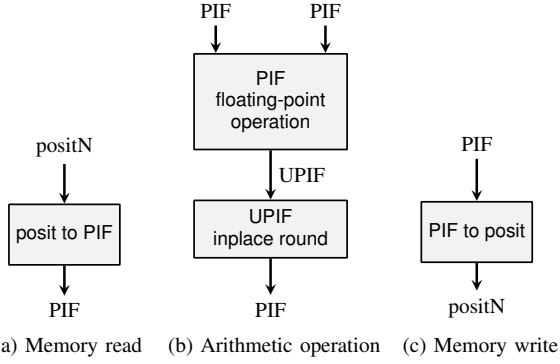 PIF PIF
PIF
floating-point
operation
positN
UPIF
PIF
posit to PIF
UPIF
inplace round
PIF to posit
PIF
PIF
positN
a) Memory read (b) Arithmetic operation (c) Memory write